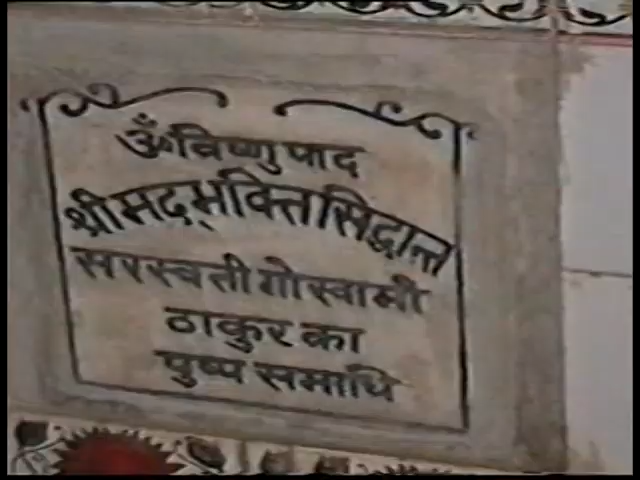 ॐ विष्णुपाद
श्रीमद्भक्तिसिद्धान्त
सरस्वती गोस्वामी
ठाकुर का
पुष्प समाधि